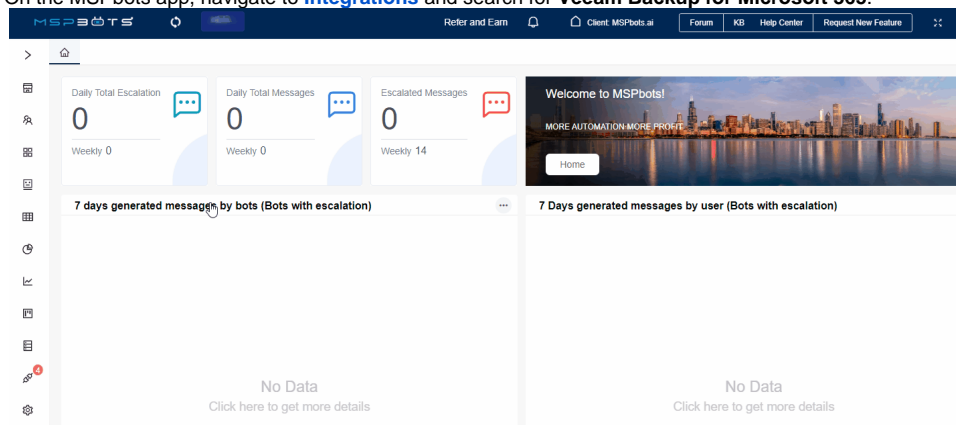 On the MSPbots app, navigate to Integrations and search for Veeam Backup for Microsoft 365.
MSPBOTS
Refer and Earn
Client: MSPbots.ai
Forum
KB
Help Center
Request New Feature
Daily Total Escalation
0
Weekly 0
Daily Total Messages
0
Weekly 0
Escalated Messages
0
Weekly 14
Welcome to MSPbots!
MORE AUTOMATION·MORE PROFIT
Home
7 days generated messages by bots (Bots with escalation)
7 Days generated messages by user (Bots with escalation)
No Data
Click here to get more details
No Data
Click here to get more details
4